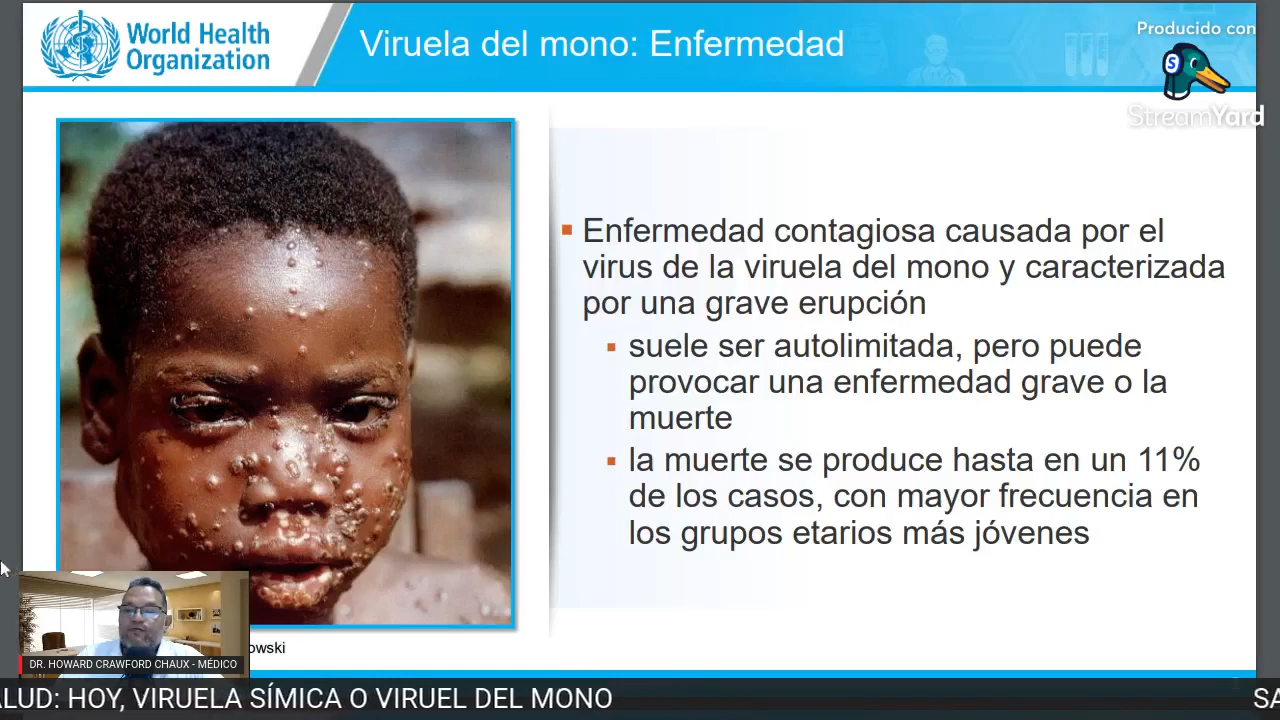 World Health
Organization
Viruela del mono: Enfermedad
Producido con
S
StreamYard
Enfermedad contagiosa causada por el
virus de la viruela del mono y caracterizada
por una grave erupción
suele ser autolimitada, pero puede
provocar una enfermedad grave o la
muerte
la muerte se produce hasta en un 11%
de los casos, con mayor frecuencia en
los grupos etarios más jóvenes
owski
DR. HOWARD CRAWFORD CHAUX - MÉDICO
ALUD: HOY, VIRUELA SÍMICA O VIRUEL DEL MONO
SA